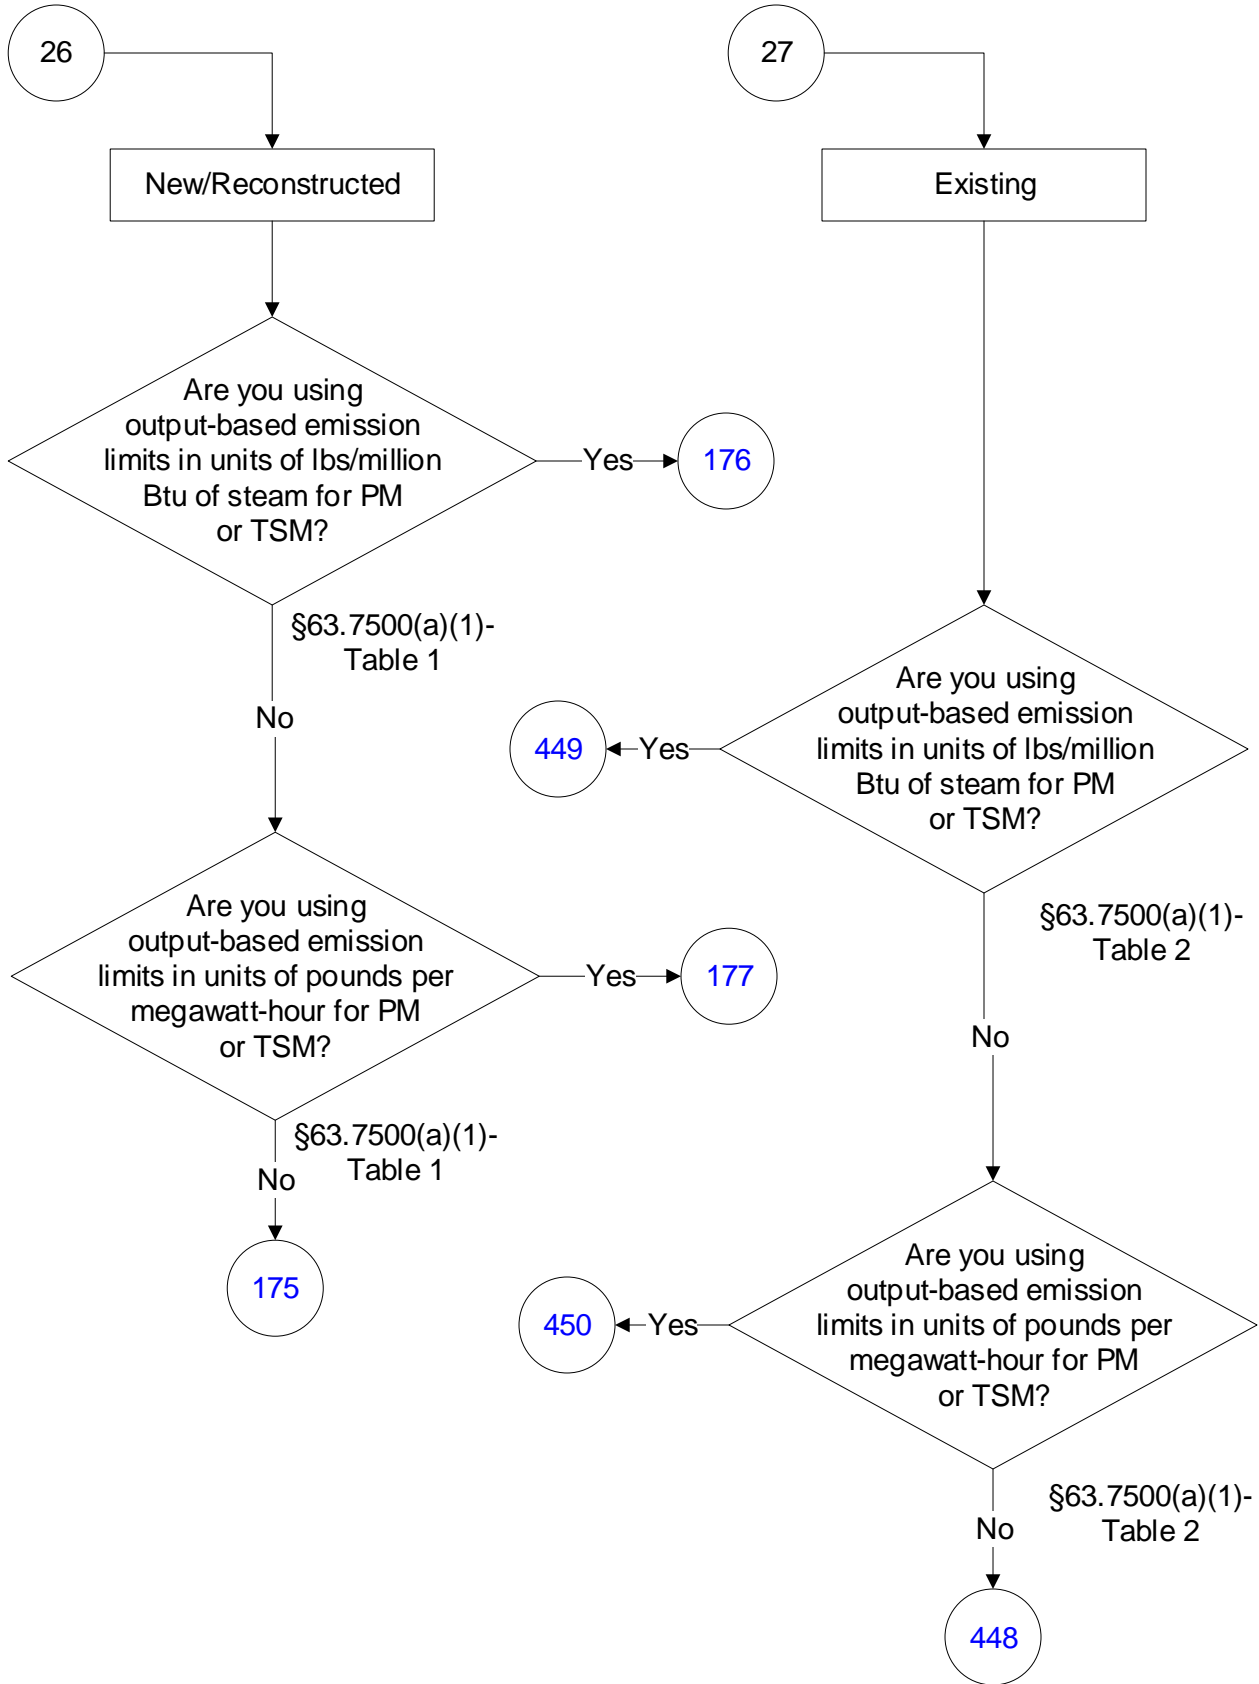 26
New/Reconstructed
Are you using
output-based emission
limits in units of lbs/million
Btu of steam for PM
or TSM?
Yes
176
§63.7500(a)(1)-
Table 1
No
Are you using
output-based emission
limits in units of pounds per
megawatt-hour for PM
or TSM?
Yes
177
§63.7500(a)(1)-
Table 1
No
175
27
Existing
Are you using
output-based emission
limits in units of lbs/million
Btu of steam for PM
or TSM?
Yes
449
§63.7500(a)(1)-
Table 2
No
Are you using
output-based emission
limits in units of pounds per
megawatt-hour for PM
or TSM?
Yes
450
§63.7500(a)(1)-
Table 2
No
448